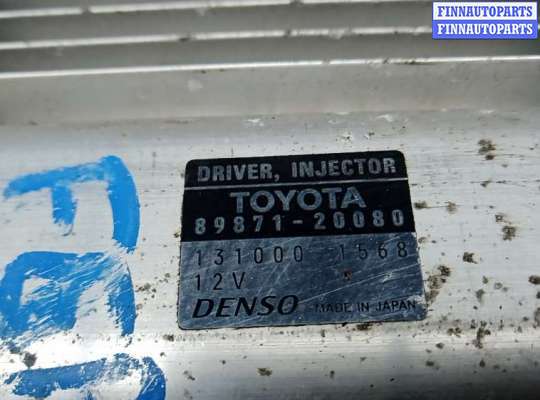 FINNAUTOPARTS
FINNAUTOPARTS
DRIVER, INJECTOR
TOYOTA
89871-20080
131000 1568
12V
DENSO MADE IN JAPAN